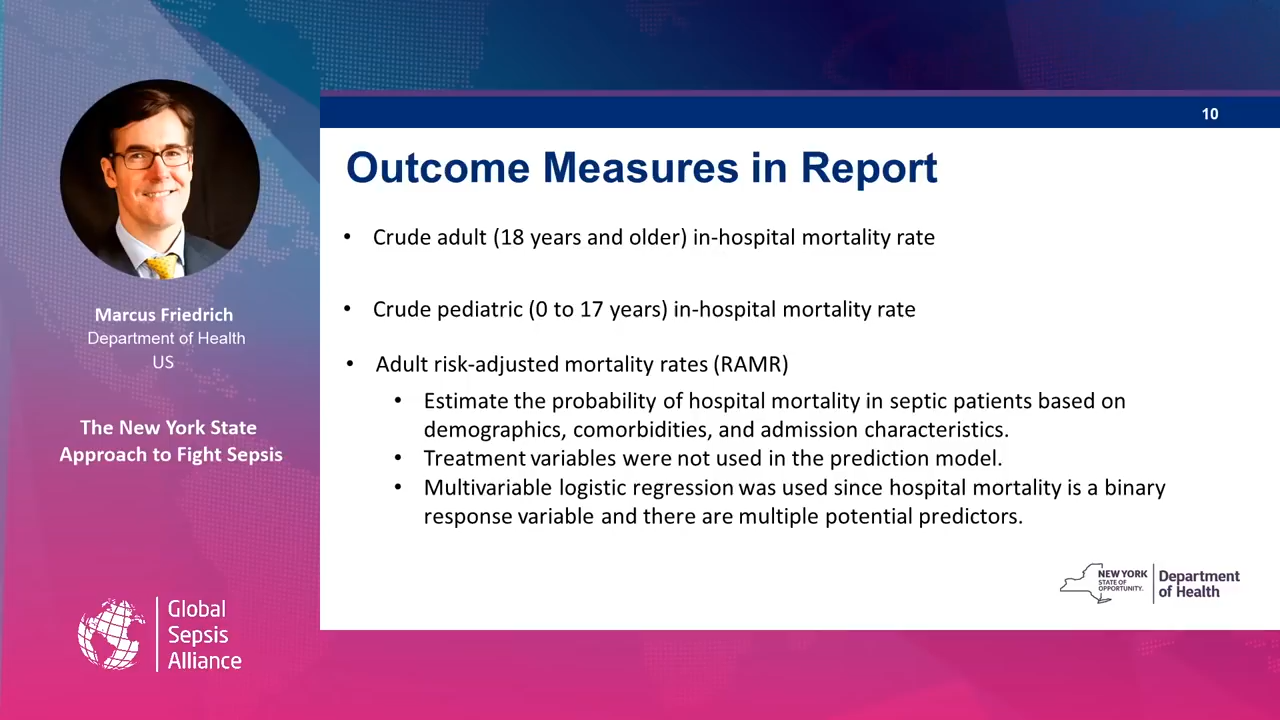 10
Outcome Measures in Report
• Crude adult (18 years and older) in-hospital mortality rate
• Crude pediatric (0 to 17 years) in-hospital mortality rate
• Adult risk-adjusted mortality rates (RAMR)
• Estimate the probability of hospital mortality in septic patients based on
demographics, comorbidities, and admission characteristics.
• Treatment variables were not used in the prediction model.
• Multivariable logistic regression was used since hospital mortality is a binary
response variable and there are multiple potential predictors.
Marcus Friedrich
Department of Health
US
The New York State
Approach to Fight Sepsis
Global
Sepsis
Alliance
NEW YORK
STATE OF
OPPORTUNITY.
Department
of Health